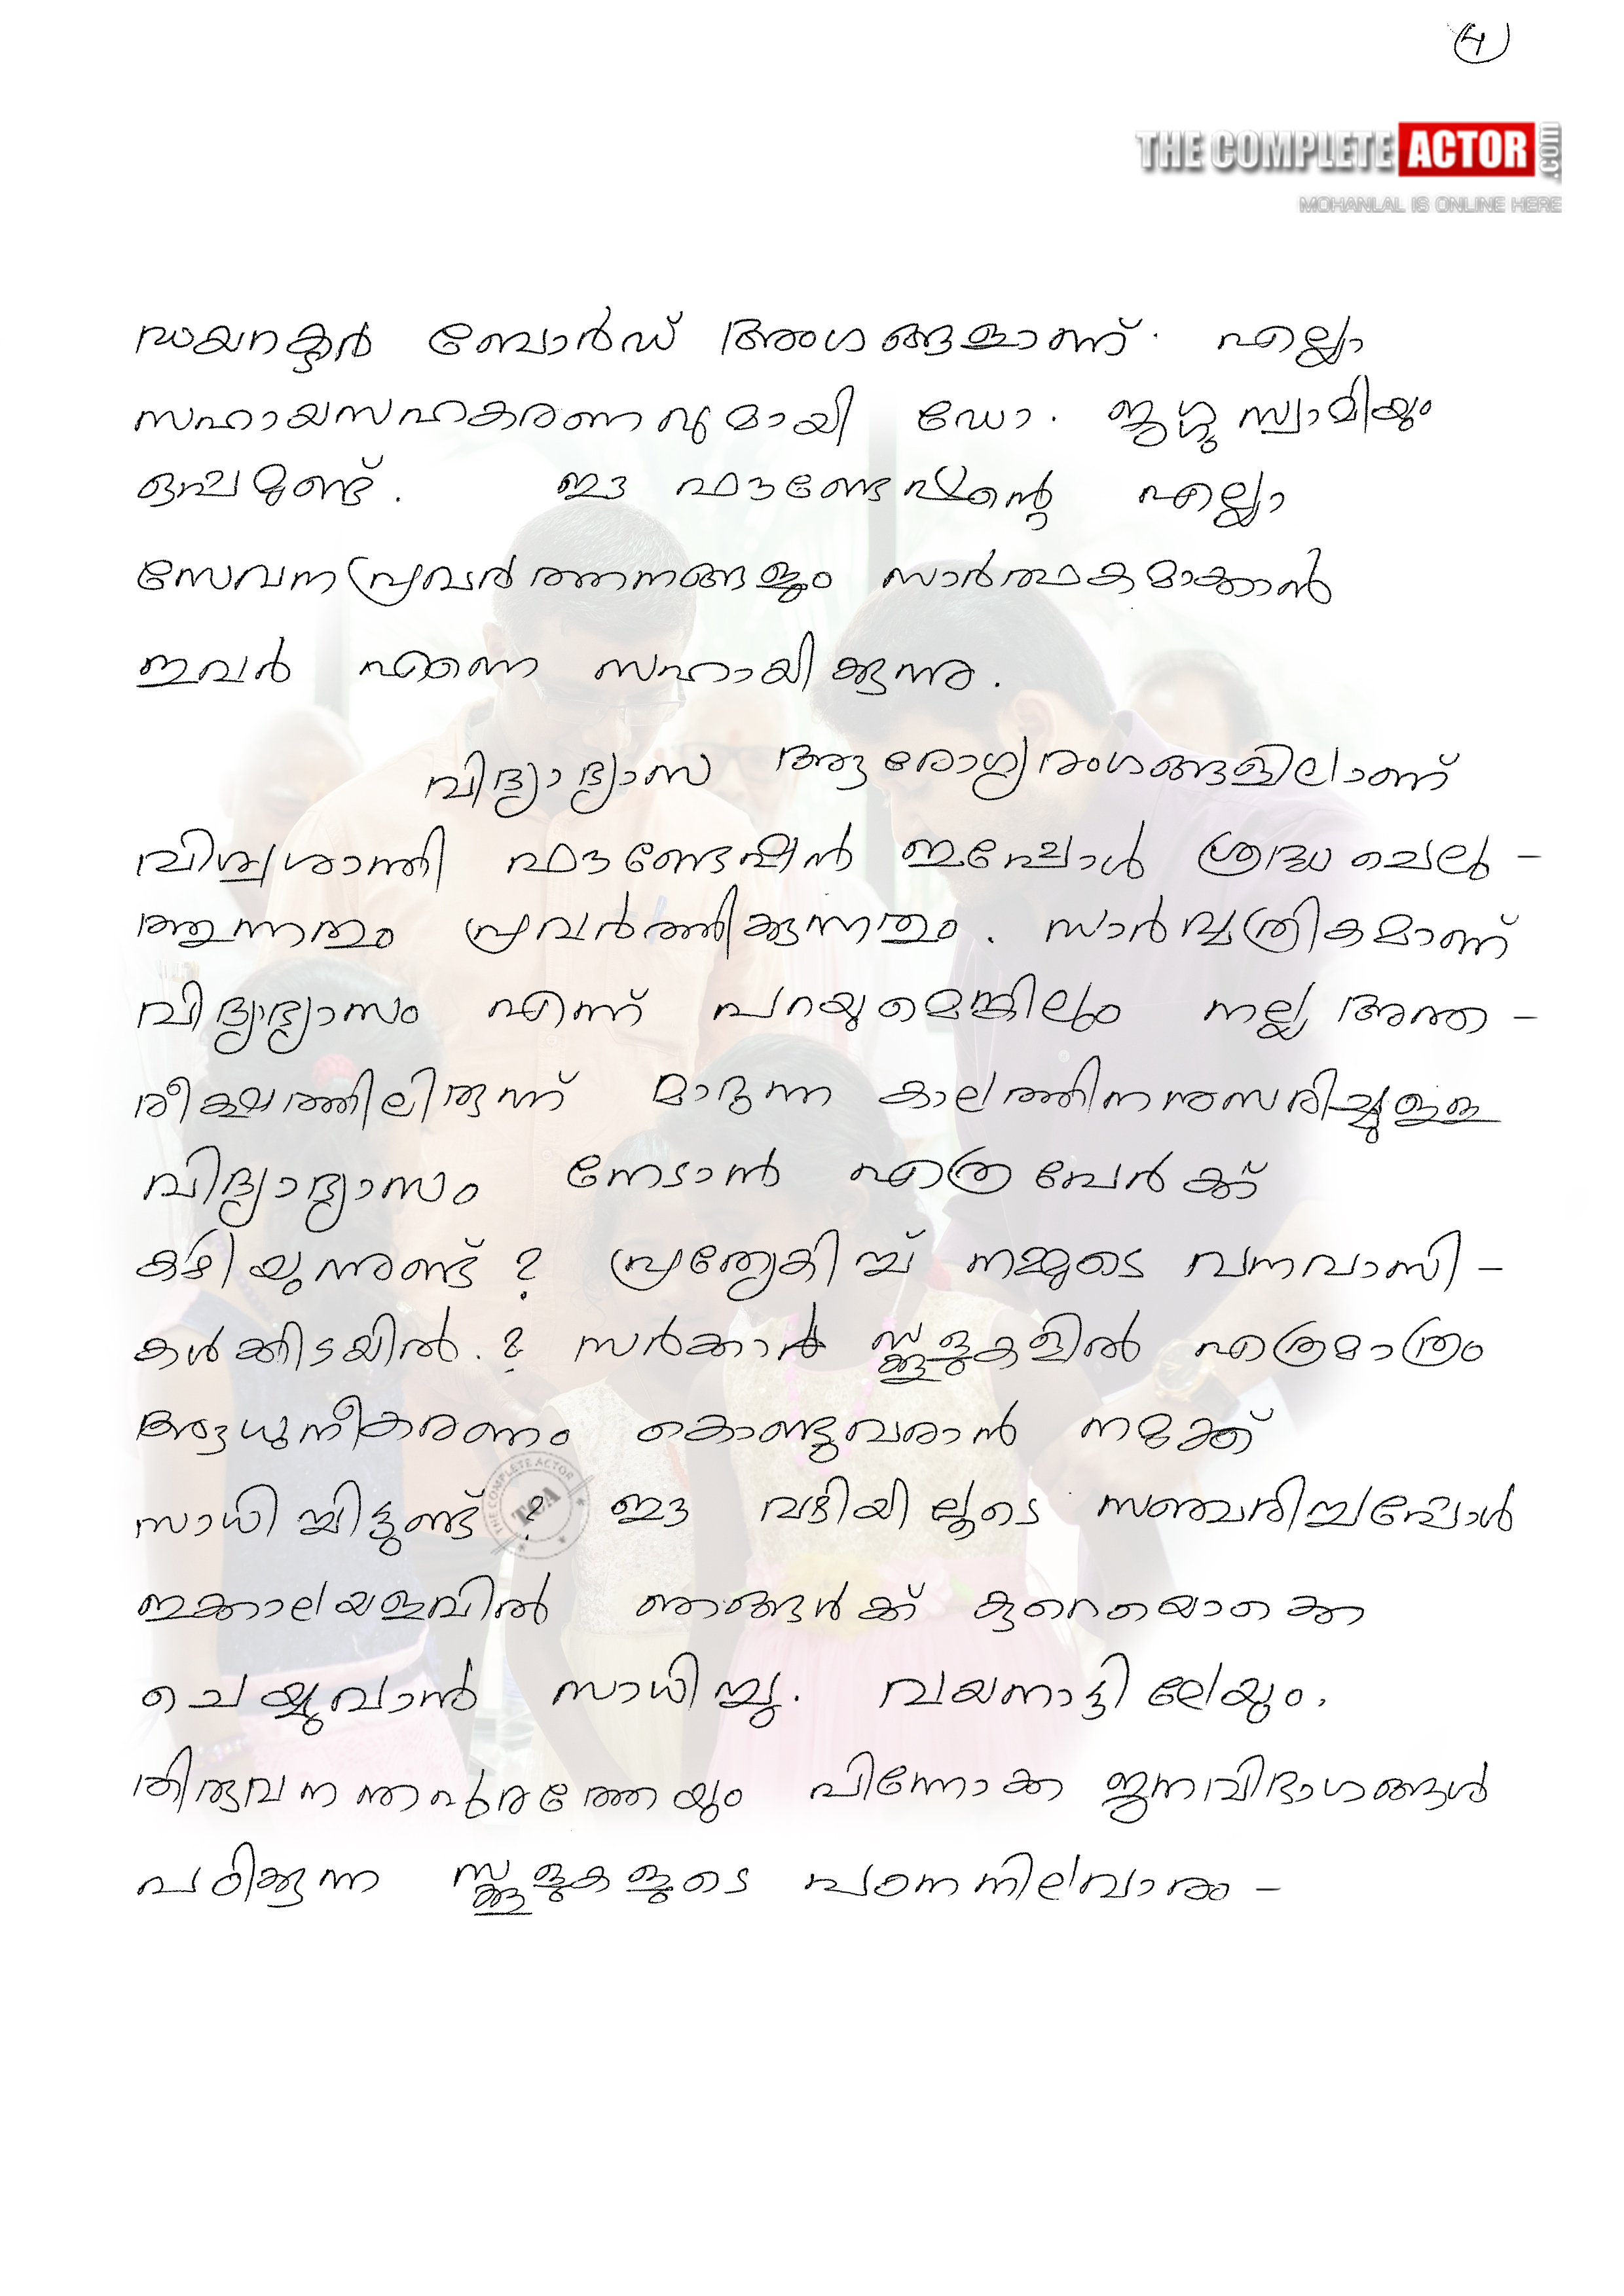 4
THE COMPLETE ACTOR .com
MOHANLAL IS ONLINE HERE
ഡയറക്ടർ ബോർഡ് അംഗങ്ങളാണ്. എല്ലാ
സഹായസഹകരണവുമായി ഡോ. ജഗ്ഗുസ്വാമിയും
ഒപ്പമുണ്ട്. ഈ ഫൗണ്ടേഷന്റെ എല്ലാ
സേവനപ്രവർത്തനങ്ങളും സാർത്ഥകമാക്കാൻ
ഇവർ എന്നെ സഹായിക്കുന്നു.
വിദ്യാഭ്യാസ ആരോഗ്യരംഗങ്ങളിലാണ്
വിശ്വശാന്തി ഫൗണ്ടേഷൻ ഇപ്പോൾ ശ്രദ്ധ ചെലു-
ത്തുന്നതും പ്രവർത്തിക്കുന്നതും. സാർവ്വത്രികമാണ്
വിദ്യാഭ്യാസം എന്ന് പറയുമെങ്കിലും നല്ല അന്ത-
രീക്ഷത്തിലിരുന്ന് മാറുന്ന കാലത്തിനനുസരിച്ചുള്ള
വിദ്യാഭ്യാസം നേടാൻ എത്ര പേർക്ക്
കഴിയുന്നുണ്ട് ? പ്രത്യേകിച്ച് നമ്മുടെ വനവാസി-
കൾക്കിടയിൽ. ? സർക്കാർ സ്ക്കൂളുകളിൽ എത്രമാത്രം
ആധുനീകരണം കൊണ്ടുവരാൻ നമുക്ക്
സാധിച്ചിട്ടുണ്ട് ? ഈ വഴിയിലൂടെ സഞ്ചരിച്ചപ്പോൾ
ഇക്കാലയളവിൽ ഞങ്ങൾക്ക് കുറെയൊക്കെ
ചെയ്യുവാൻ സാധിച്ചു. വയനാട്ടിലേയും,
തിരുവനന്തപുരത്തേയും പിന്നോക്ക ജനവിഭാഗങ്ങൾ
പഠിക്കുന്ന സ്ക്കൂളുകളുടെ പഠനനിലവാരം-
THE COMPLETE ACTOR
TCA